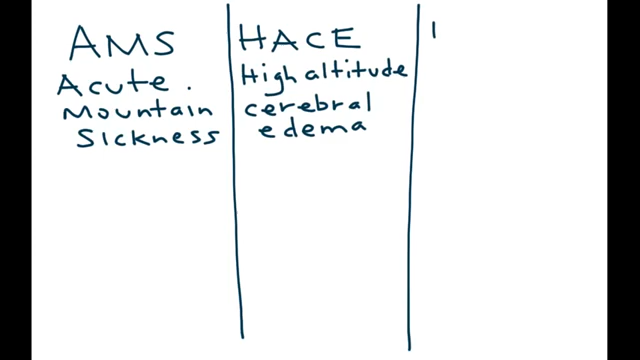 AMS
Acute.
Mountain
Sickness
HACE
High altitude
cerebral
edema